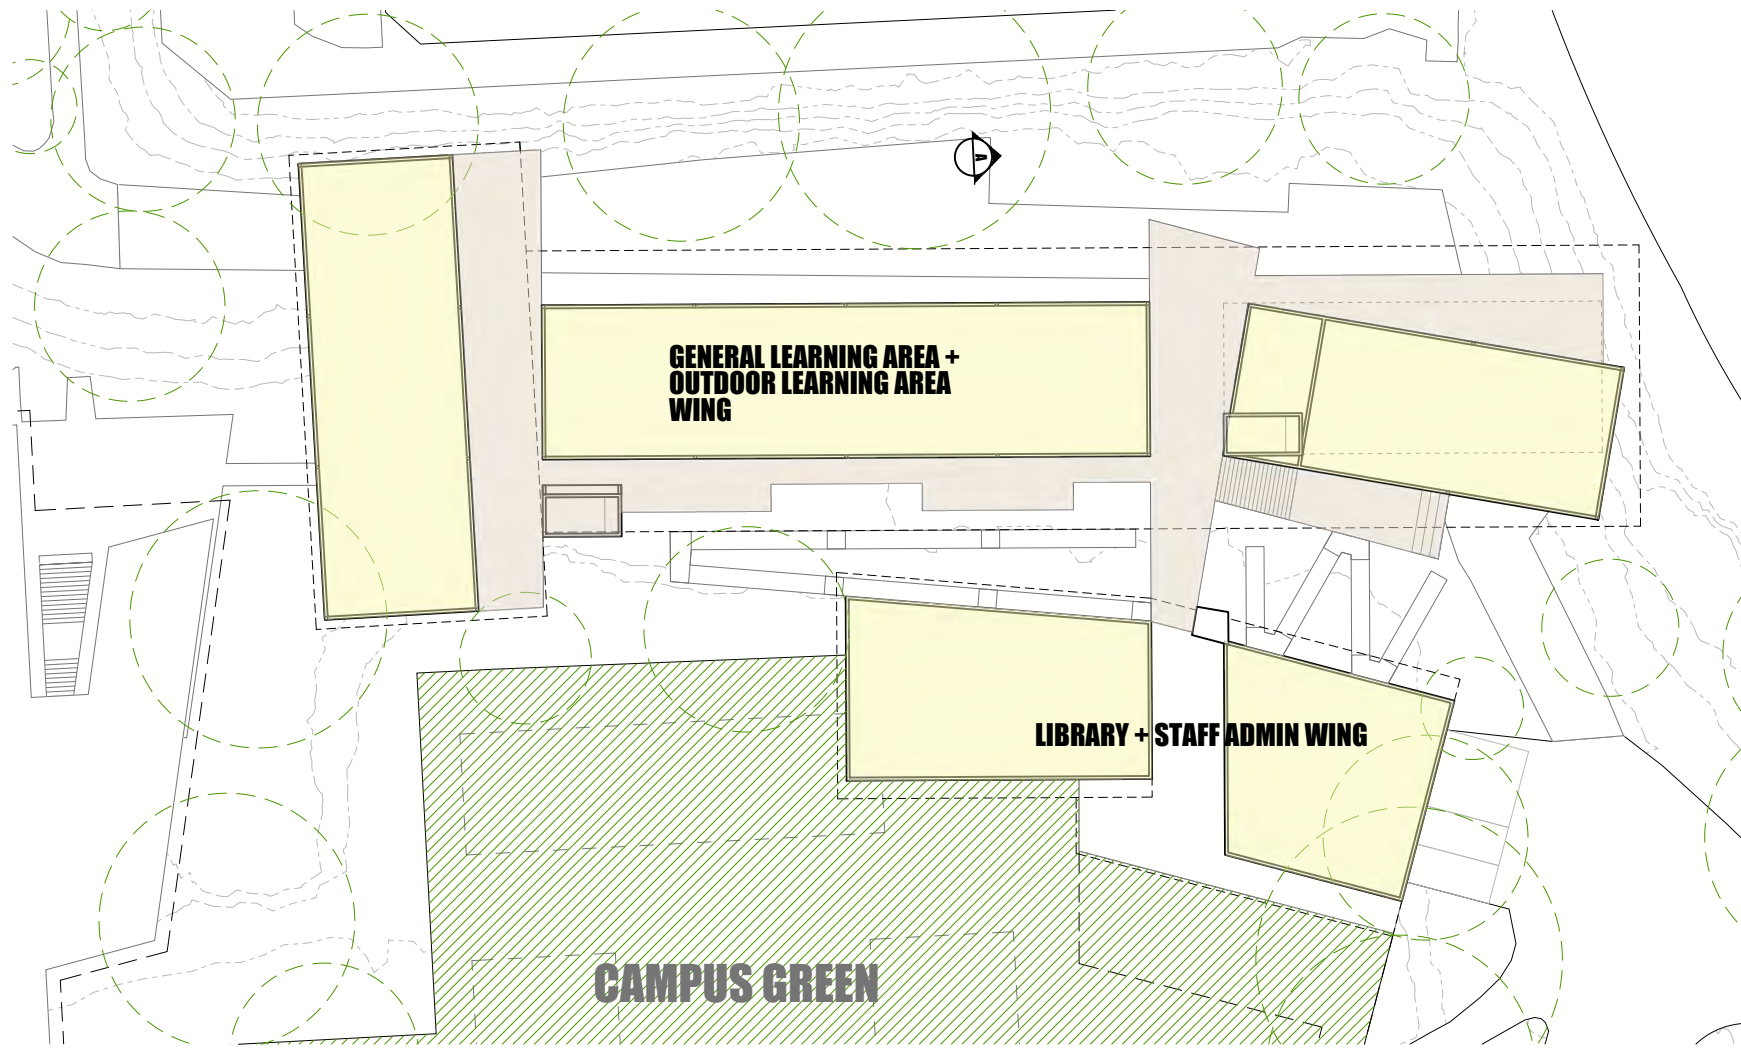 A
GENERAL LEARNING AREA +
OUTDOOR LEARNING AREA
WING
LIBRARY + STAFF ADMIN WING
CAMPUS GREEN